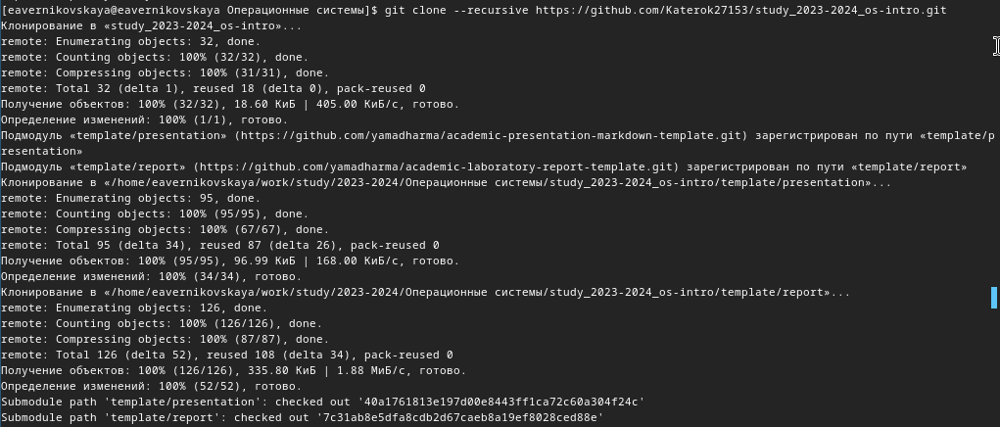 [eavernikovskaya@eavernikovskaya Операционные системы]$ git clone --recursive https://github.com/Katerok27153/study_2023-2024_os-intro.git
Клонирование в «study_2023-2024_os-intro»...
remote: Enumerating objects: 32, done.
remote: Counting objects: 100% (32/32), done.
remote: Compressing objects: 100% (31/31), done.
remote: Total 32 (delta 1), reused 18 (delta 0), pack-reused 0
Получение объектов: 100% (32/32), 18.60 КиБ | 405.00 КиБ/с, готово.
Определение изменений: 100% (1/1), готово.
Подмодуль «template/presentation» (https://github.com/yamadharma/academic-presentation-markdown-template.git) зарегистрирован по пути «template/p
resentation»
Подмодуль «template/report» (https://github.com/yamadharma/academic-laboratory-report-template.git) зарегистрирован по пути «template/report»
Клонирование в «/home/eavernikovskaya/work/study/2023-2024/Операционные системы/study_2023-2024_os-intro/template/presentation»...
remote: Enumerating objects: 95, done.
remote: Counting objects: 100% (95/95), done.
remote: Compressing objects: 100% (67/67), done.
remote: Total 95 (delta 34), reused 87 (delta 26), pack-reused 0
Получение объектов: 100% (95/95), 96.99 КиБ | 168.00 КиБ/с, готово.
Определение изменений: 100% (34/34), готово.
Клонирование в «/home/eavernikovskaya/work/study/2023-2024/Операционные системы/study_2023-2024_os-intro/template/report»...
remote: Enumerating objects: 126, done.
remote: Counting objects: 100% (126/126), done.
remote: Compressing objects: 100% (87/87), done.
remote: Total 126 (delta 52), reused 108 (delta 34), pack-reused 0
Получение объектов: 100% (126/126), 335.80 КиБ | 1.88 МиБ/с, готово.
Определение изменений: 100% (52/52), готово.
Submodule path 'template/presentation': checked out '40a1761813e197d00e8443ff1ca72c60a304f24c'
Submodule path 'template/report': checked out '7c31ab8e5dfa8cdb2d67caeb8a19ef8028ced88e'